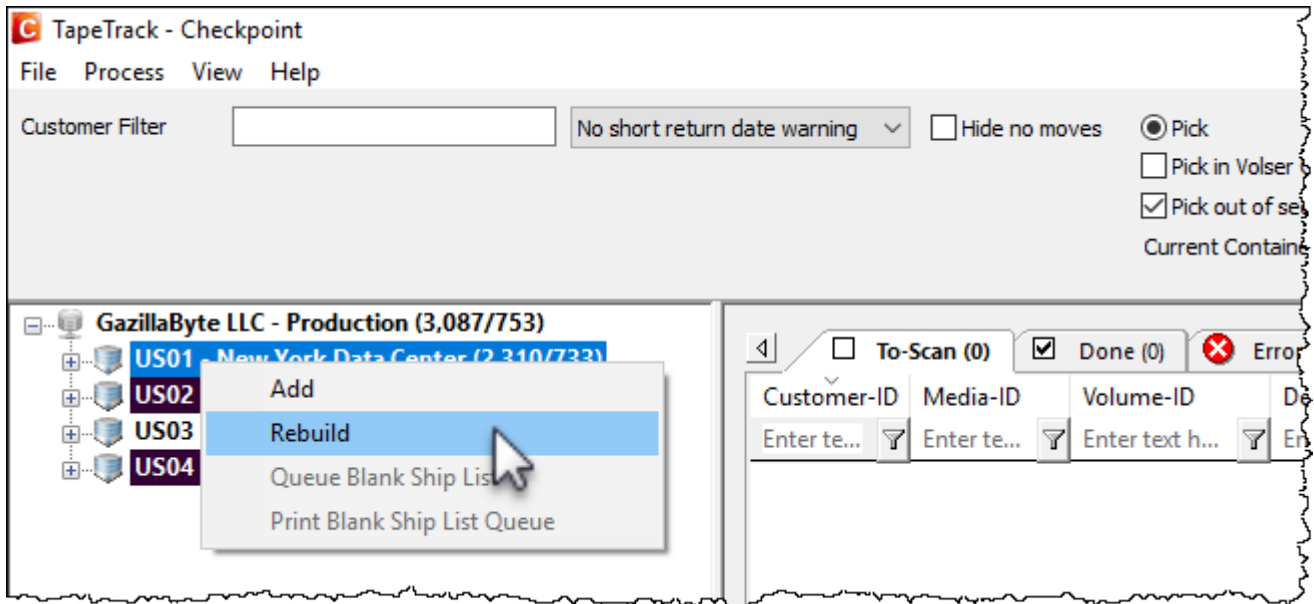 TapeTrack - Checkpoint
File Process View Help
Customer Filter No short return date warning Hide no moves Pick
Pick in Volser
Pick out of
Current
GazillaByte LLC - Production (3,087/753)
US01 - New York Data Center (2,310/733)
US02
US03
US04
Add
Rebuild
Queue Blank Ship List
Print Blank Ship List Queue
To-Scan (0) Done (0) Error
Customer-ID Media-ID Volume-ID
Enter te... Enter te... Enter text h...